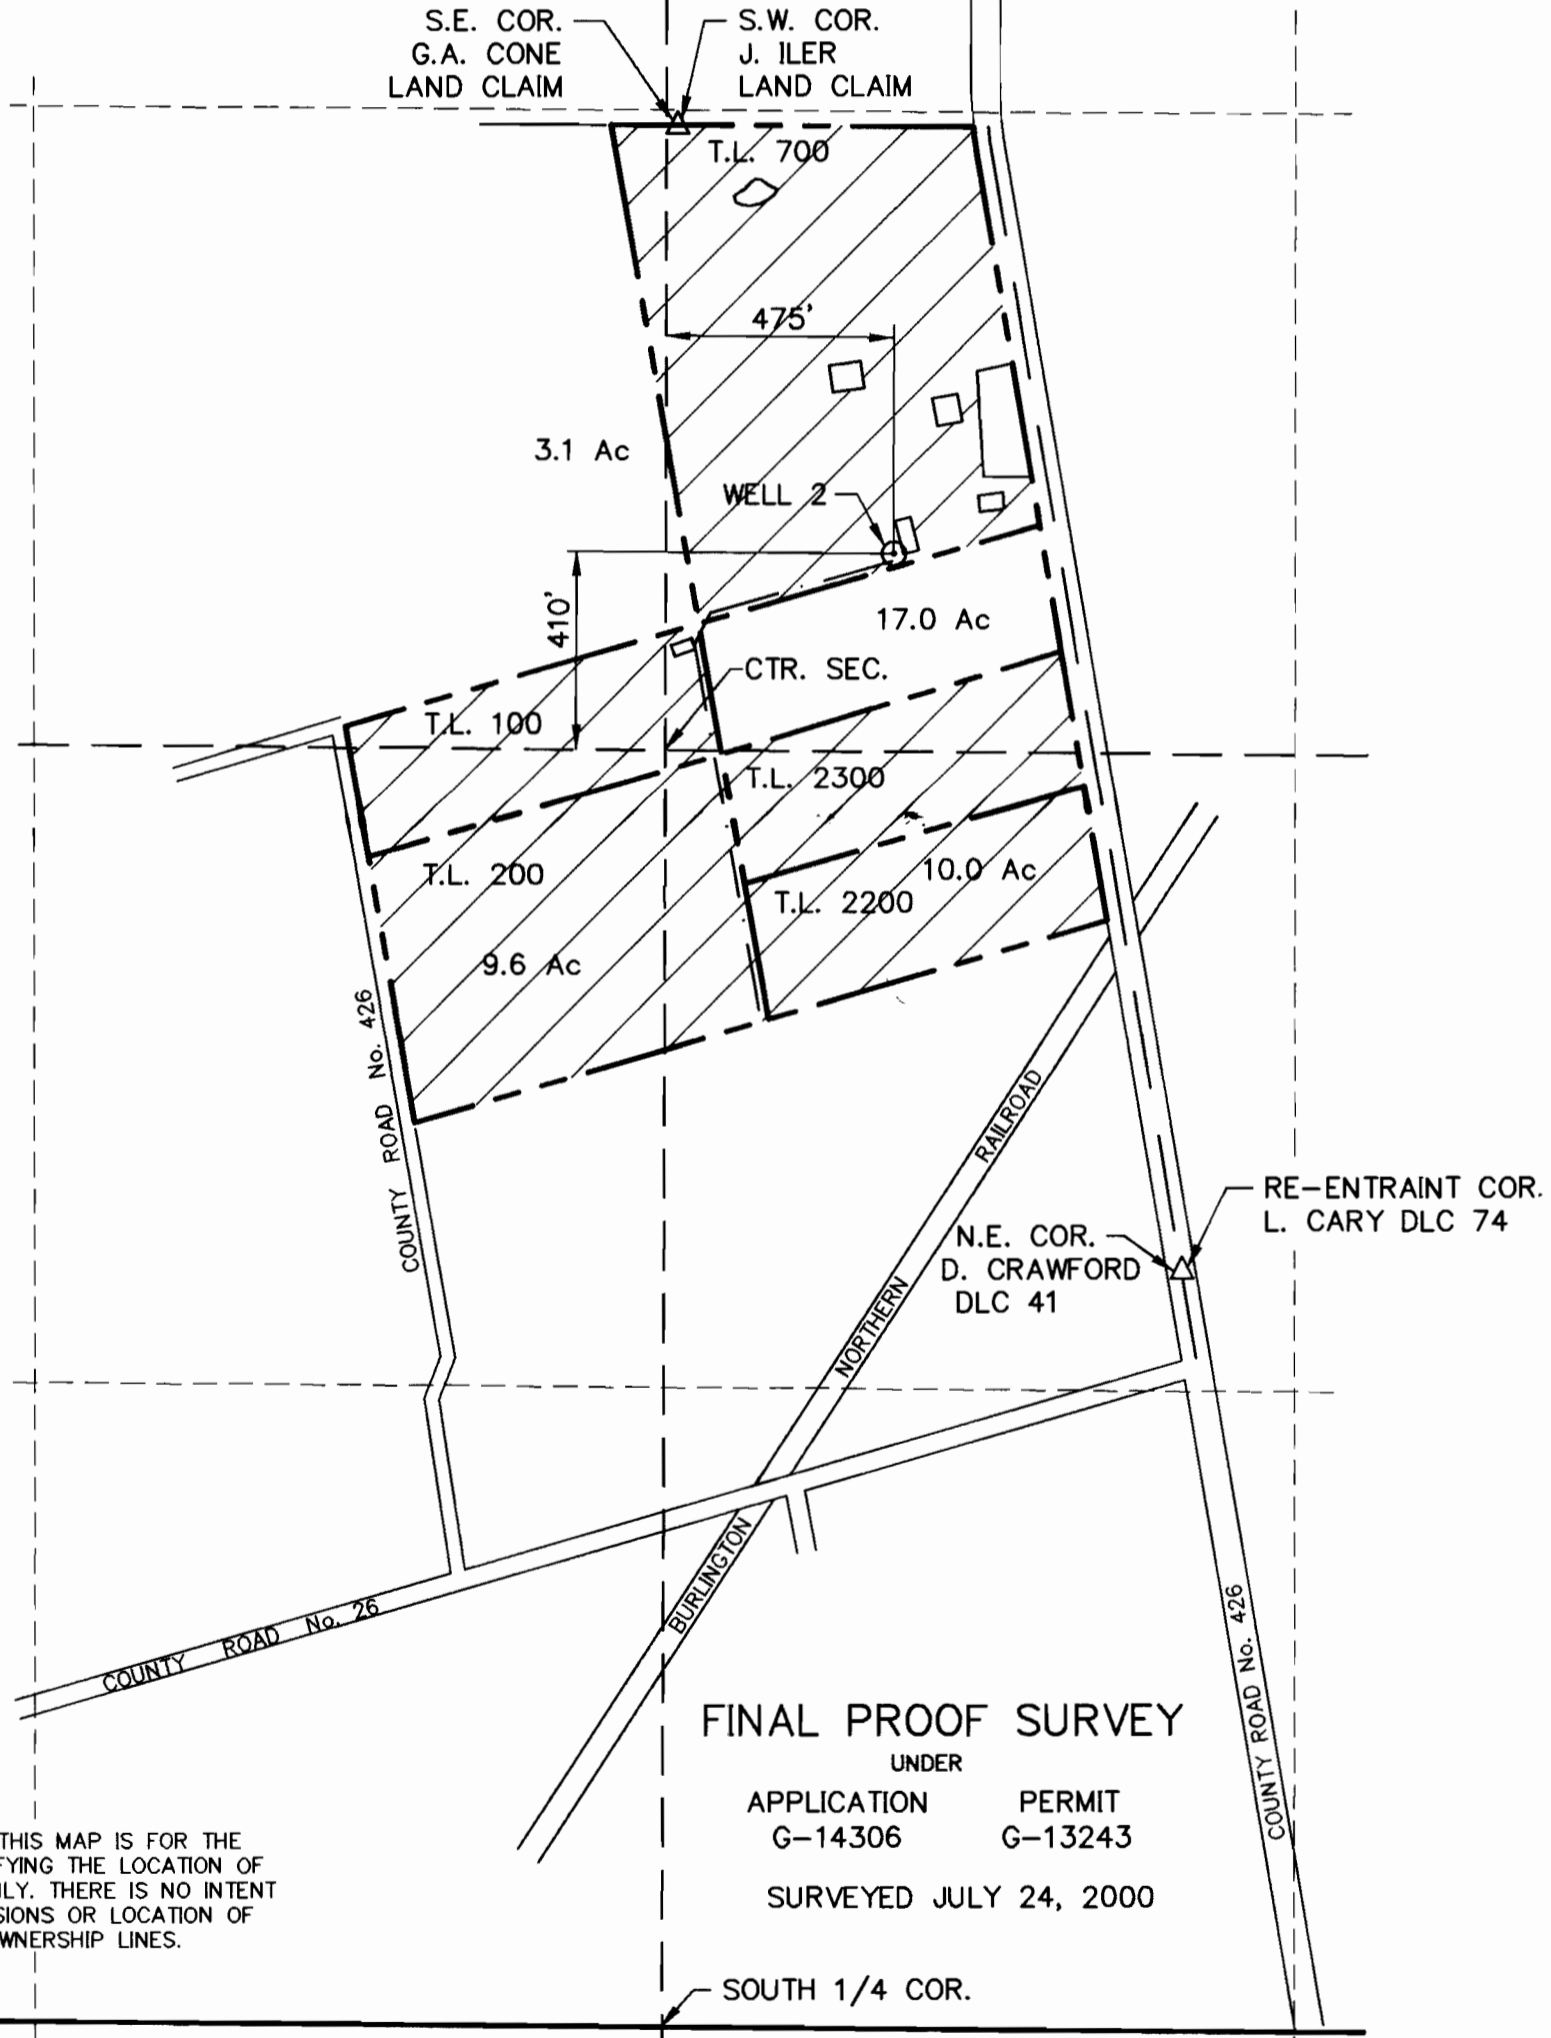 S.E. COR.
G.A. CONE
LAND CLAIM
S.W. COR.
J. ILER
LAND CLAIM
T.L. 700
475'
3.1 Ac
WELL 2
410'
17.0 Ac
CTR. SEC.
T.L. 100
T.L. 2300
T.L. 200
10.0 Ac
T.L. 2200
9.6 Ac
COUNTY ROAD No. 426
RE-ENTRAINT COR.
L. CARY DLC 74
N.E. COR.
D. CRAWFORD
DLC 41
BURLINGTON NORTHERN RAILROAD
COUNTY ROAD No. 26
COUNTY ROAD No. 426
FINAL PROOF SURVEY
UNDER
APPLICATION PERMIT
G-14306 G-13243
SURVEYED JULY 24, 2000
THIS MAP IS FOR THE
FYING THE LOCATION OF
LY. THERE IS NO INTENT
SIONS OR LOCATION OF
WNERSHIP LINES.
SOUTH 1/4 COR.